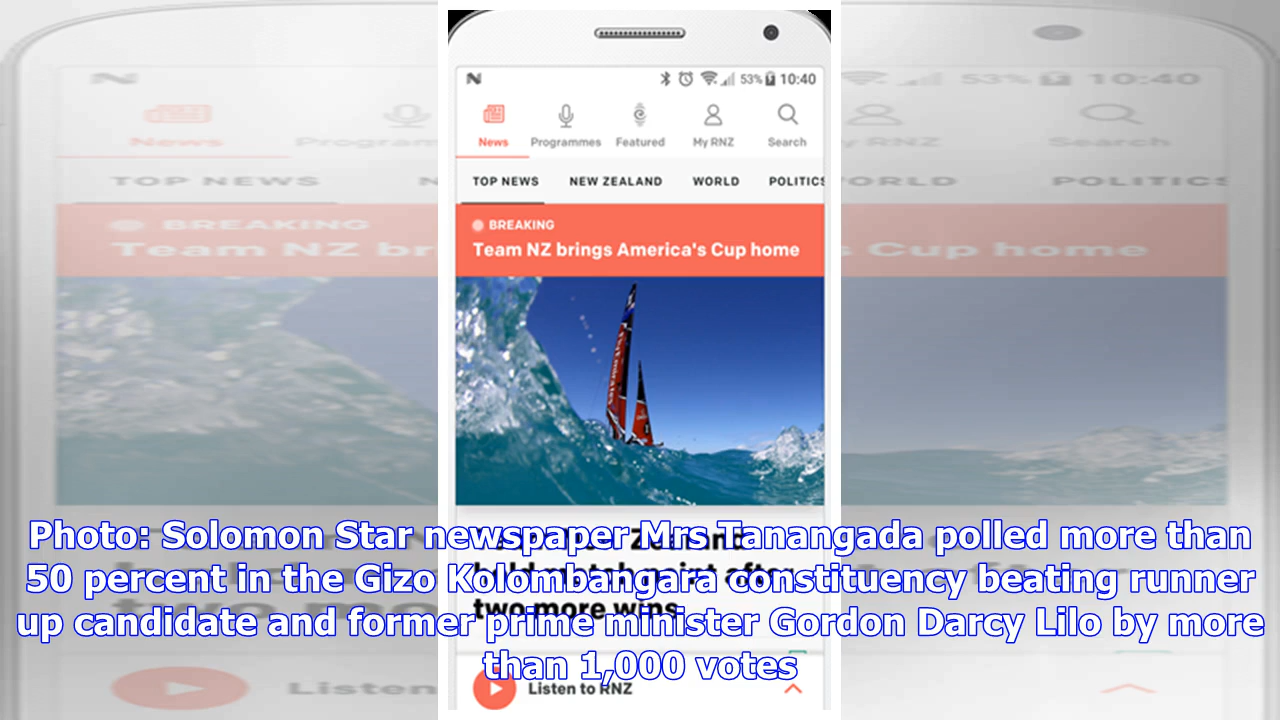 53% 10:40
News Programmes Featured My RNZ Search
TOP NEWS NEW ZEALAND WORLD POLITICS
BREAKING
Team NZ brings America's Cup home
Photo: Solomon Star newspaper Mrs Tanangada polled more than
50 percent in the Gizo Kolombangara constituency beating runner
up candidate and former prime minister Gordon Darcy Lilo by more
than 1,000 votes
two more wins
Listen to RNZ